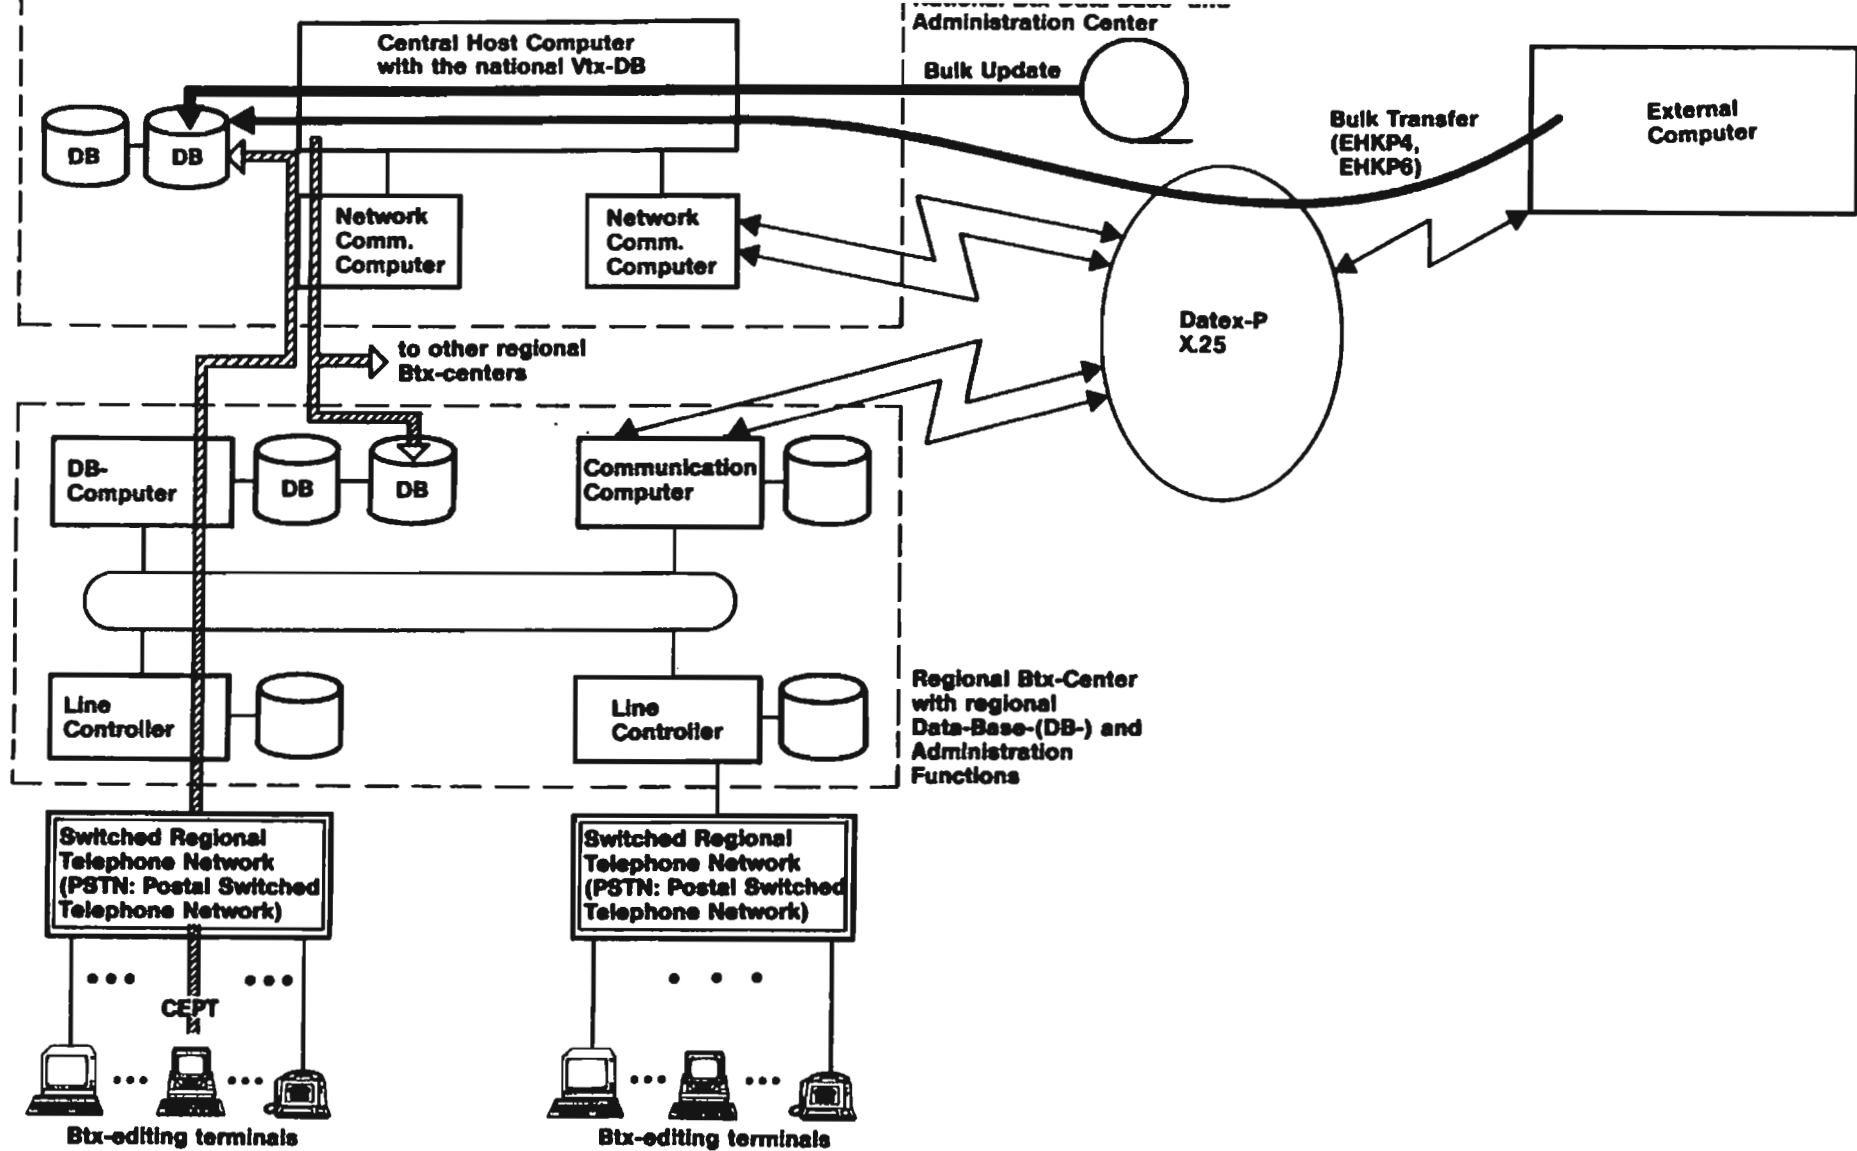 Administration Center
Central Host Computer
with the national Vtx-DB
Bulk Update
External
Computer
Bulk Transfer
(EHKP4,
EHKP6)
DB
DB
Network
Comm.
Computer
Network
Comm.
Computer
Datex-P
X.25
to other regional
Btx-centers
DB-
Computer
DB
DB
Communication
Computer
Line
Controller
Line
Controller
Regional Btx-Center
with regional
Data-Base-(DB-) and
Administration
Functions
Switched Regional
Telephone Network
(PSTN: Postal Switched
Telephone Network)
Switched Regional
Telephone Network
(PSTN: Postal Switched
Telephone Network)
CEPT
Btx-editing terminals
Btx-editing terminals